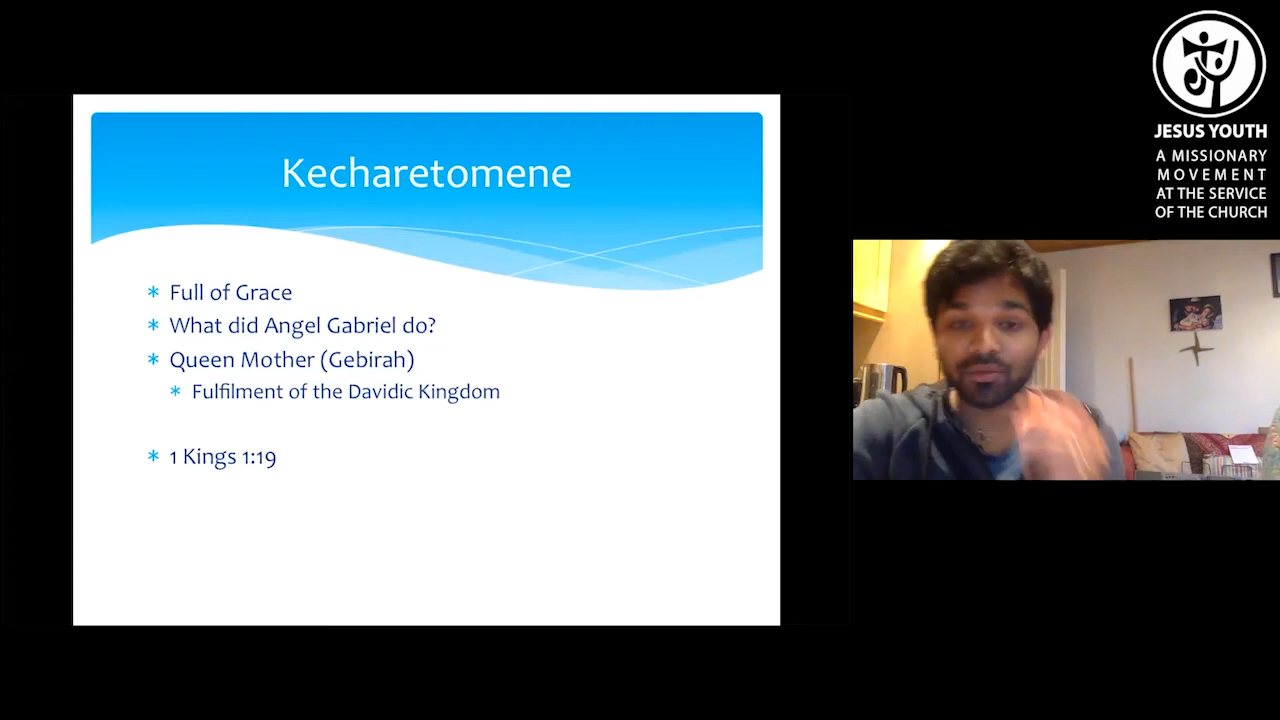 Kecharetomene
* Full of Grace
* What did Angel Gabriel do?
* Queen Mother (Gebirah)
* Fulfilment of the Davidic Kingdom
* 1 Kings 1:19
JESUS YOUTH
A MISSIONARY
MOVEMENT
AT THE SERVICE
OF THE CHURCH